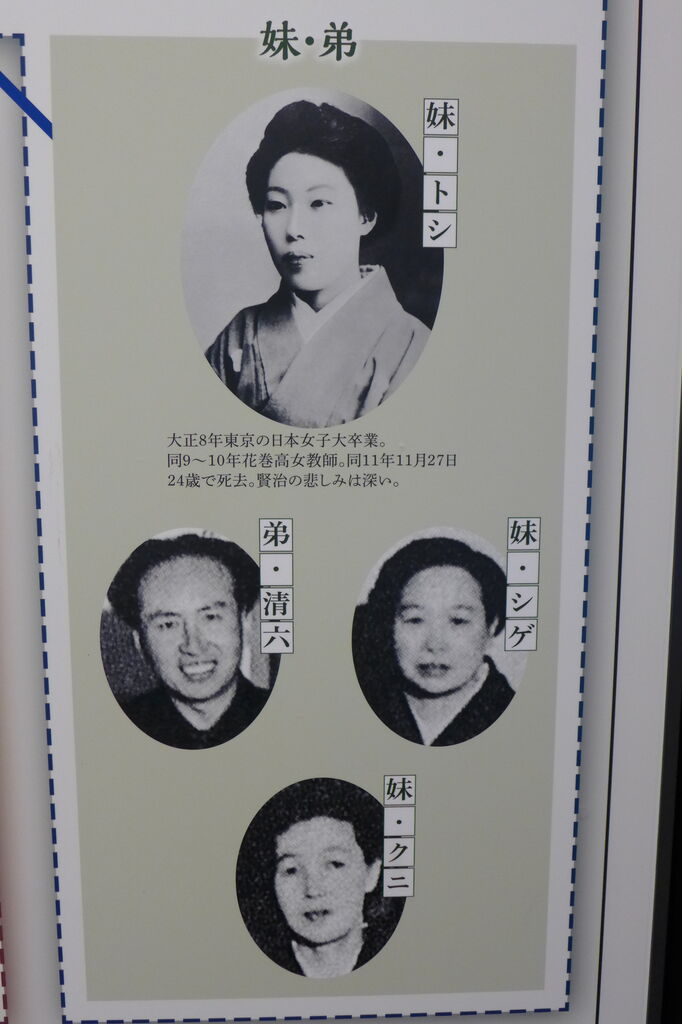 妹・弟
妹・トシ
大正8年東京の日本女子大卒業。
同9〜10年花巻高女教師。同11年11月27日
24歳で死去。賢治の悲しみは深い。
弟・清六
妹・シゲ
妹・クニ